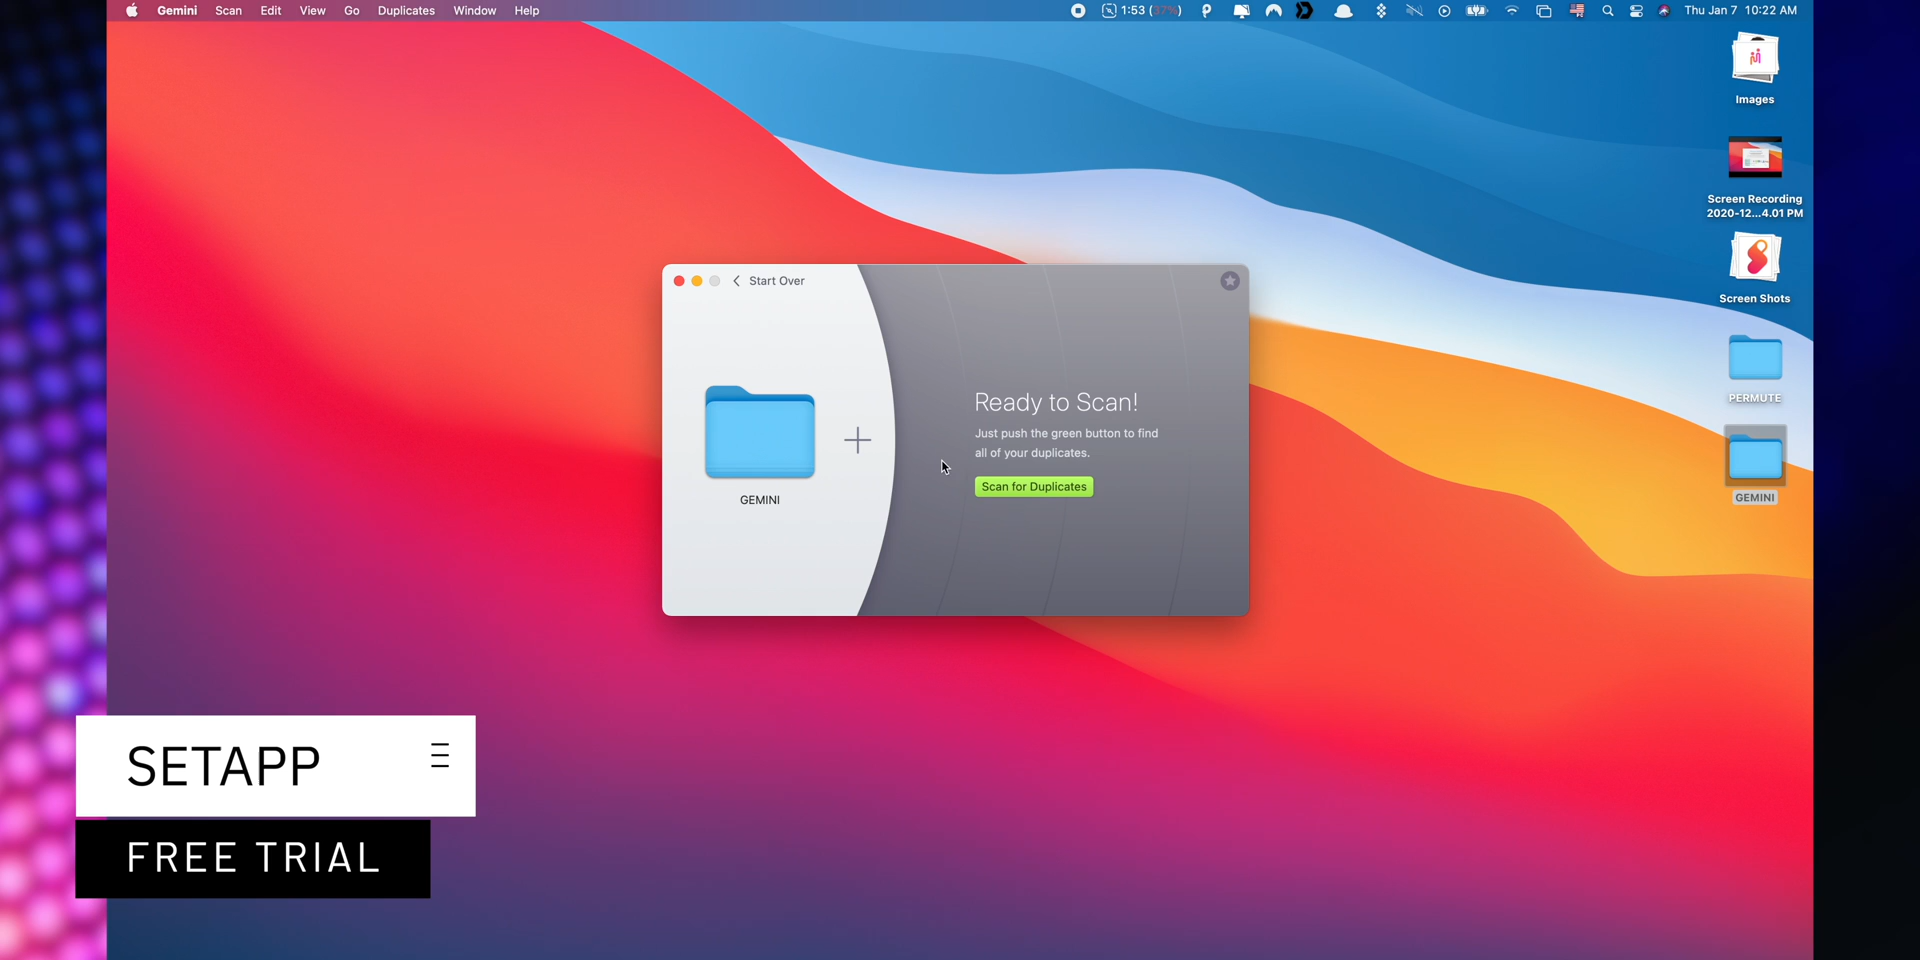 Gemini Scan Edit View Go Duplicates Window Help 1:53 (37%) Thu Jan 7 10:22 AM
Images
Screen Recording
2020-12...4.01 PM
Screen Shots
PERMUTE
GEMINI
Start Over
GEMINI
Ready to Scan!
Just push the green button to find
all of your duplicates.
Scan for Duplicates
SETAPP
FREE TRIAL